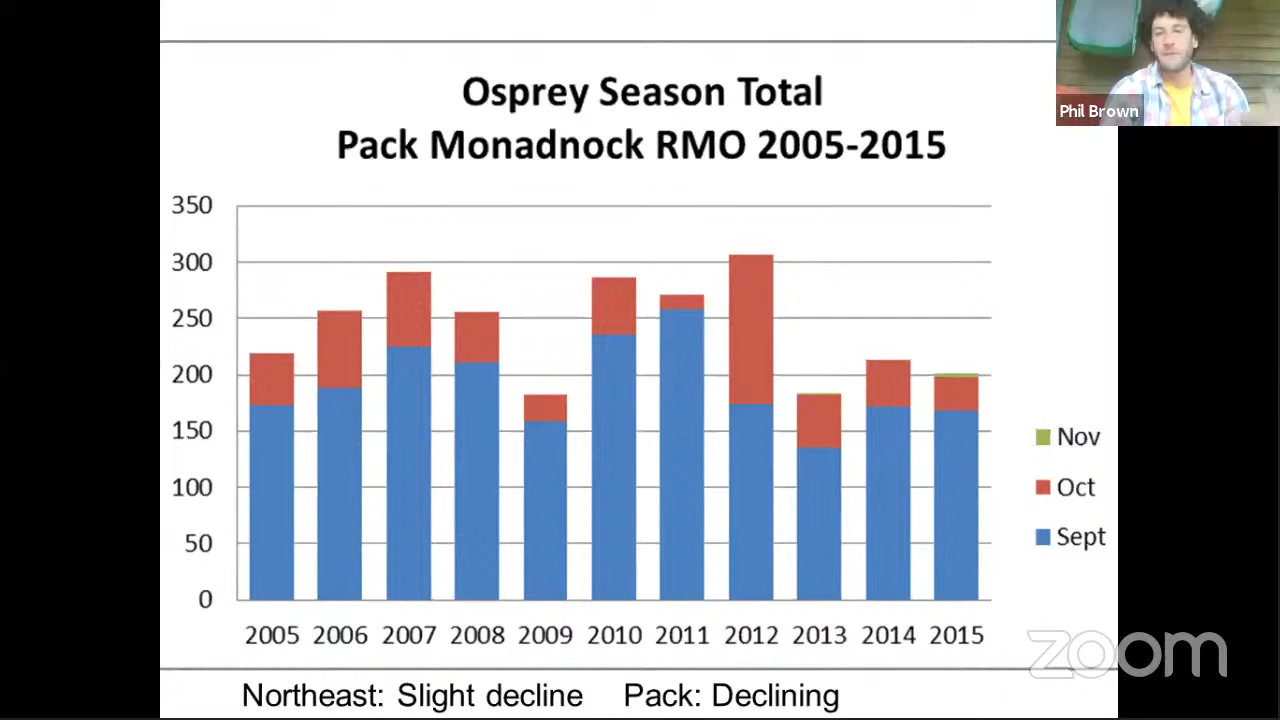 Phil Brown
Osprey Season Total
Pack Monadnock RMO 2005-2015
350
300
250
200
150
100
50
0
2005 2006 2007 2008 2009 2010 2011 2012 2013 2014 2015
Nov
Oct
Sept
zoom
Northeast: Slight decline Pack: Declining